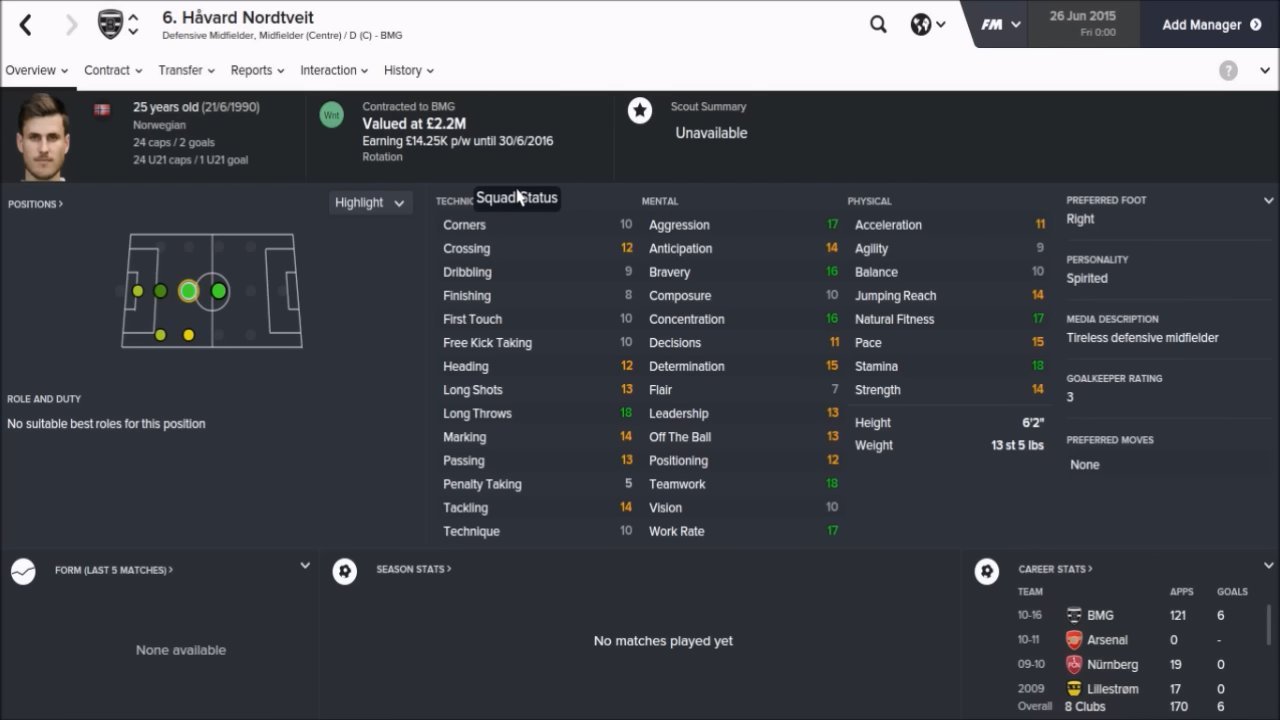 6. Håvard Nordtveit
Defensive Midfielder, Midfielder (Centre) / D (C) - BMG
FM
26 Jun 2015
Fri 0:00
Add Manager
Overview
Contract
Transfer
Reports
Interaction
History
?
25 years old (21/6/1990)
Norwegian
24 caps / 2 goals
24 U21 caps / 1 U21 goal
Wnt
Contracted to BMG
Valued at £2.2M
Earning £14.25K p/w until 30/6/2016
Rotation
Scout Summary
Unavailable
POSITIONS >
Highlight
Squad Status
ROLE AND DUTY
No suitable best roles for this position
TECHNIC
Corners 10
Crossing 12
Dribbling 9
Finishing 8
First Touch 10
Free Kick Taking 10
Heading 12
Long Shots 13
Long Throws 18
Marking 14
Passing 13
Penalty Taking 5
Tackling 14
Technique 10
MENTAL
Aggression 17
Anticipation 14
Bravery 16
Composure 10
Concentration 16
Decisions 11
Determination 15
Flair 7
Leadership 13
Off The Ball 13
Positioning 12
Teamwork 18
Vision 10
Work Rate 17
PHYSICAL
Acceleration 11
Agility 9
Balance 10
Jumping Reach 14
Natural Fitness 17
Pace 15
Stamina 18
Strength 14
Height 6'2"
Weight 13 st 5 lbs
PREFERRED FOOT
Right
PERSONALITY
Spirited
MEDIA DESCRIPTION
Tireless defensive midfielder
GOALKEEPER RATING
3
PREFERRED MOVES
None
FORM (LAST 5 MATCHES) >
None available
SEASON STATS >
No matches played yet
CAREER STATS >
TEAM APPS GOALS
10-16 BMG 121 6
10-11 Arsenal 0 -
09-10 Nürnberg 19 0
2009 Lillestrøm 17 0
Overall 8 Clubs 170 6